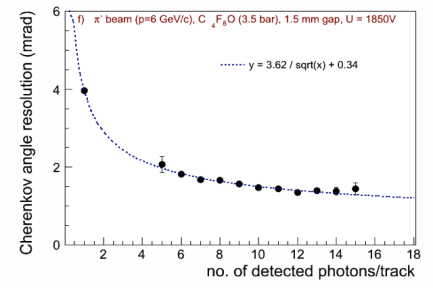 f) π⁻ beam (p=6 GeV/c), C₄F₈O (3.5 bar), 1.5 mm gap, U = 1850V
y = 3.62 / sqrt(x) + 0.34
Cherenkov angle resolution (mrad)
6
4
2
0
2 4 6 8 10 12 14 16 18
no. of detected photons/track